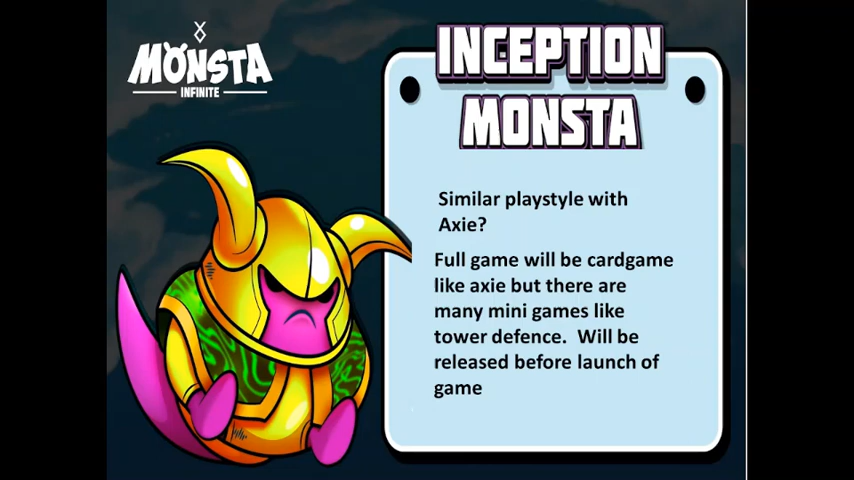 MONSTA
INFINITE
INCEPTION
MONSTA
Similar playstyle with
Axie?
Full game will be cardgame
like axie but there are
many mini games like
tower defence.  Will be
released before launch of
game